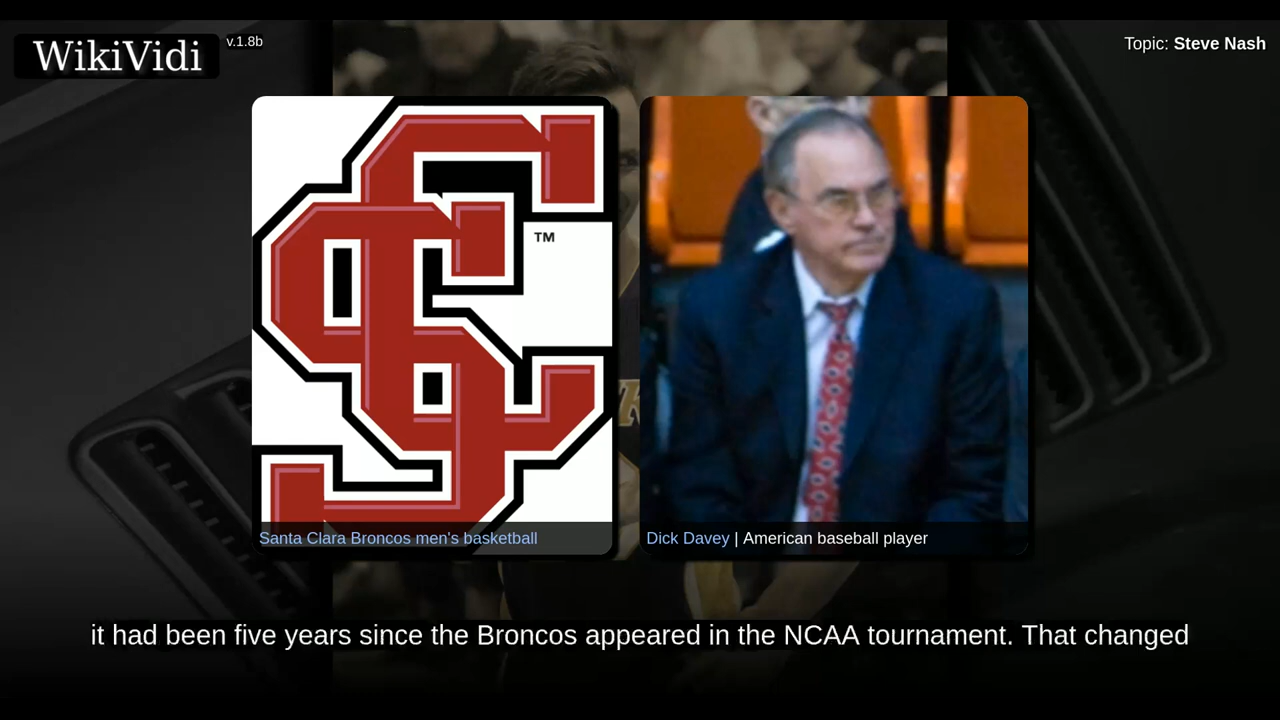 WikiVidi v.1.8b
Topic: Steve Nash
TM
Santa Clara Broncos men's basketball
Dick Davey | American baseball player
it had been five years since the Broncos appeared in the NCAA tournament. That changed